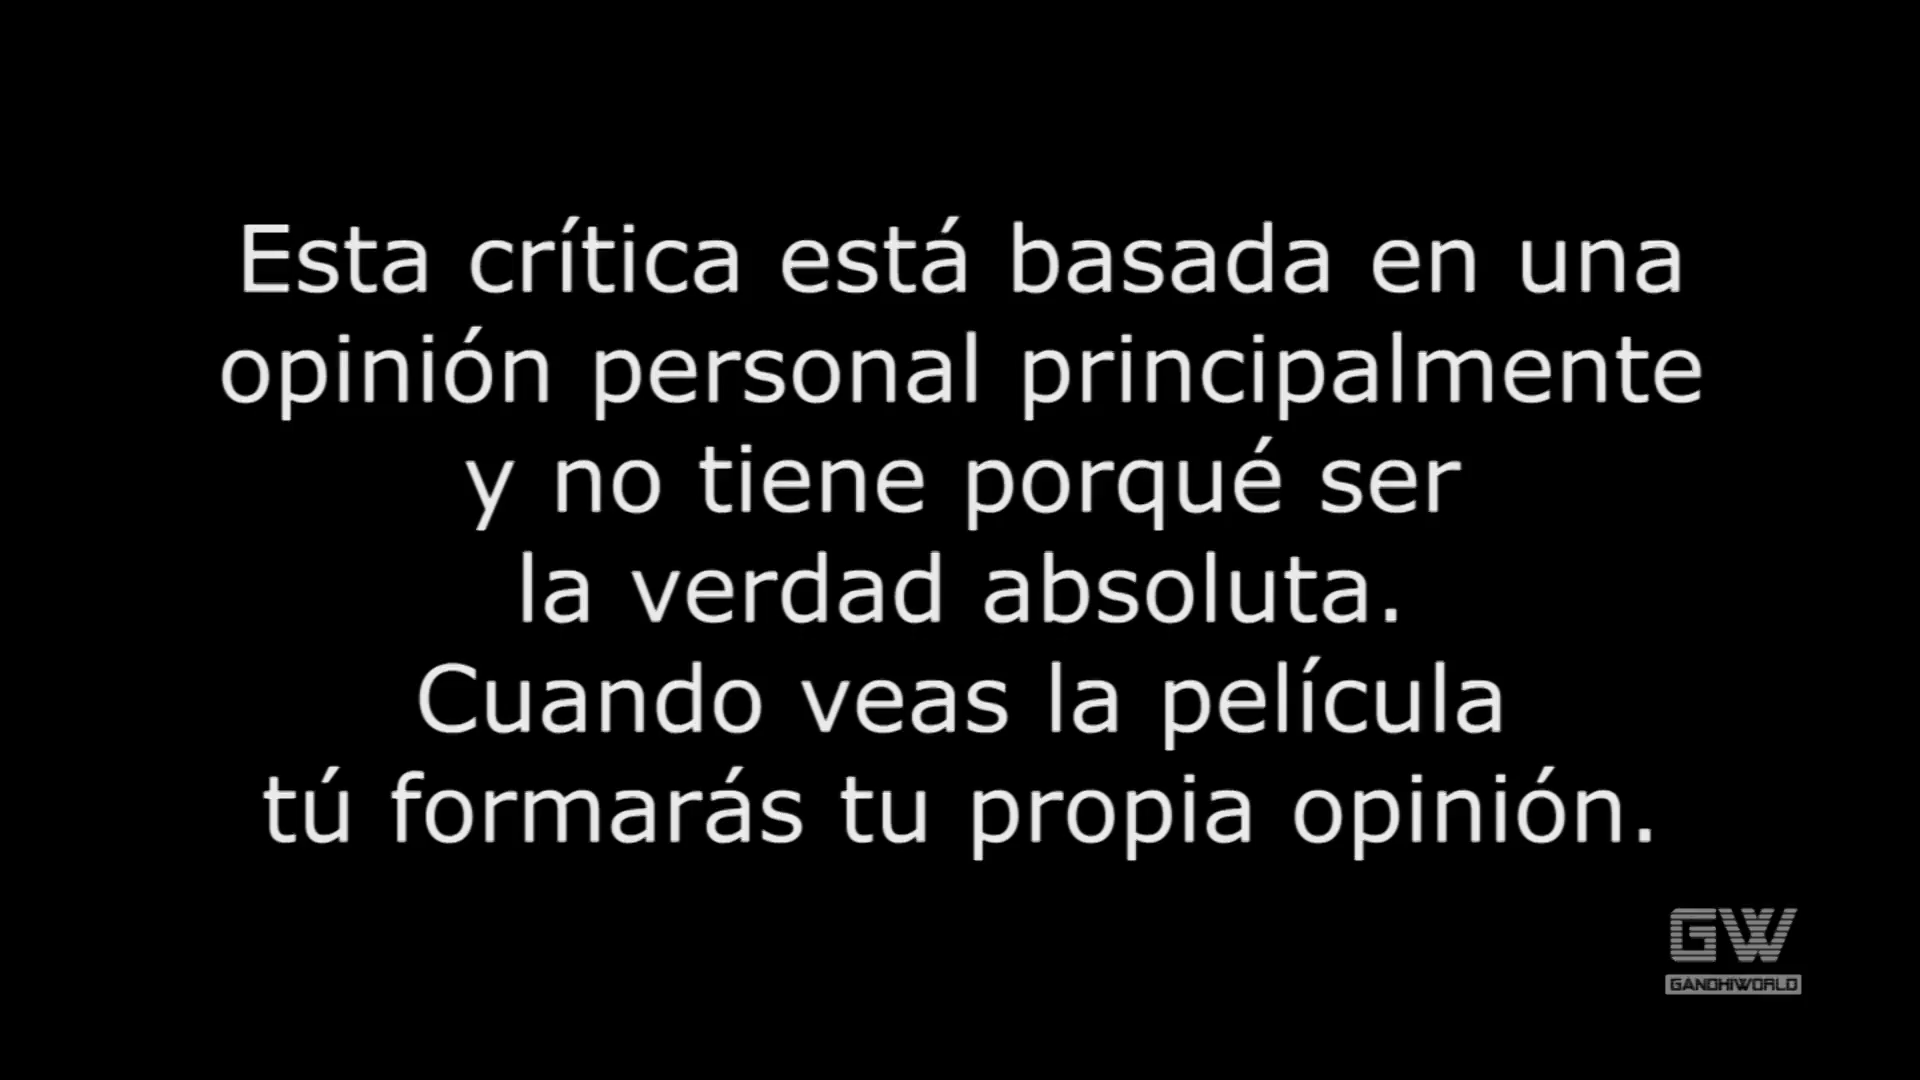 Esta crítica está basada en una
opinión personal principalmente
y no tiene porqué ser
la verdad absoluta.
Cuando veas la película
tú formarás tu propia opinión.
GW
GANDHIWORLD